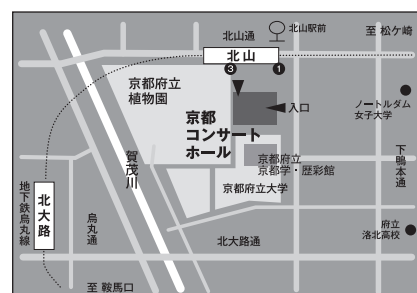 北山通
北山駅前
至 松ケ崎
北山
3
1
京都府立
植物園
入口
ノートルダム
女子大学
京都
コンサート
ホール
賀茂川
京都府立
京都学・歴彩館
下鴨本通
京都府立大学
地下鉄烏丸線
北大路
烏丸通
北大路通
府立
洛北高校
至 鞍馬口